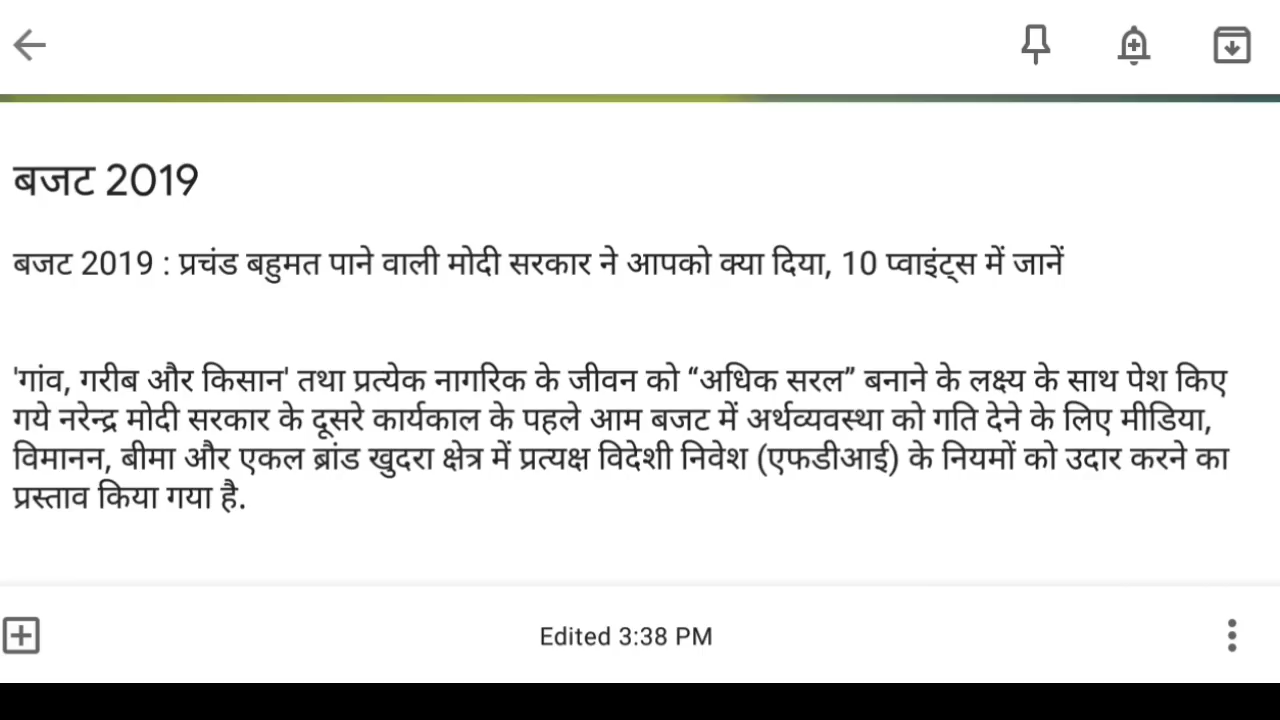 बजट 2019
बजट 2019 : प्रचंड बहुमत पाने वाली मोदी सरकार ने आपको क्या दिया, 10 प्वाइंट्स में जानें
'गांव, गरीब और किसान' तथा प्रत्येक नागरिक के जीवन को “अधिक सरल” बनाने के लक्ष्य के साथ पेश किए
गये नरेन्द्र मोदी सरकार के दूसरे कार्यकाल के पहले आम बजट में अर्थव्यवस्था को गति देने के लिए मीडिया,
विमानन, बीमा और एकल ब्रांड खुदरा क्षेत्र में प्रत्यक्ष विदेशी निवेश (एफडीआई) के नियमों को उदार करने का
प्रस्ताव किया गया है.
Edited 3:38 PM